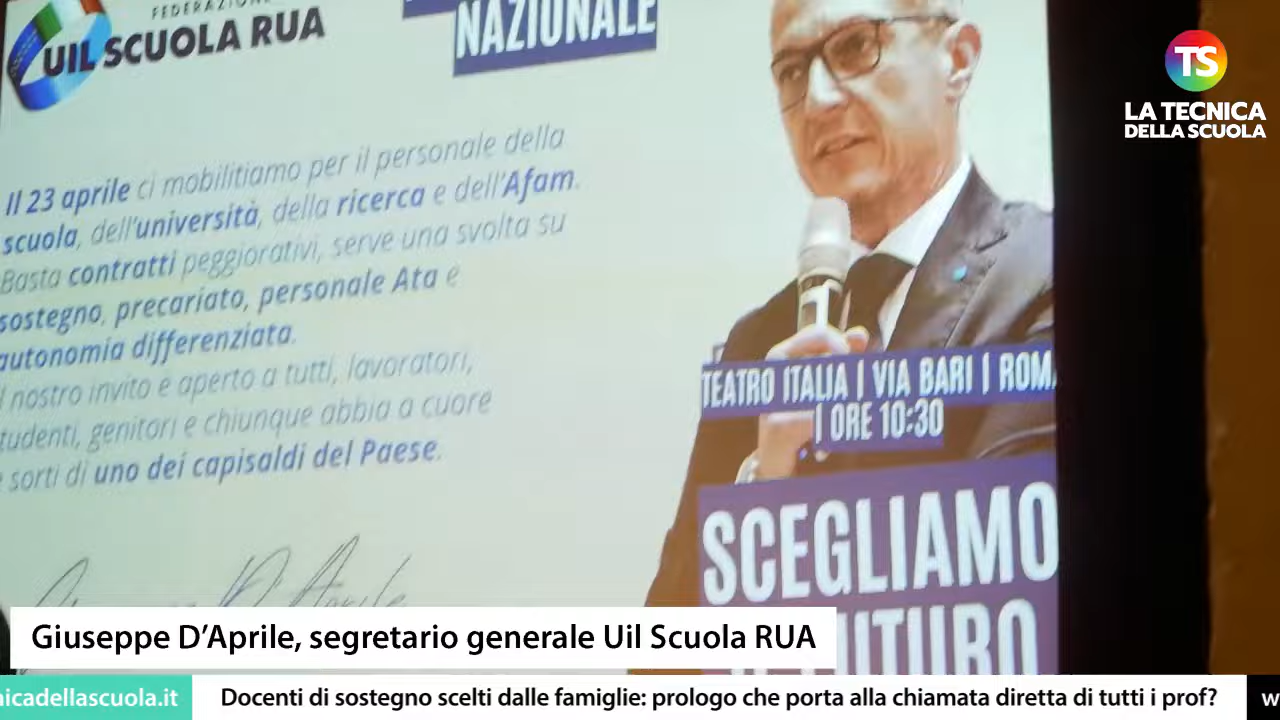 FEDERAZIONE
UIL SCUOLA RUA
NAZIONALE
TS
LA TECNICA
DELLA SCUOLA
Il 23 aprile ci mobilitiamo per il personale della
scuola, dell'università, della ricerca e dell'Afam.
Basta contratti peggiorativi, serve una svolta su
sostegno, precariato, personale Ata e
autonomia differenziata.
l nostro invito è aperto a tutti, lavoratori,
tudenti, genitori e chiunque abbia a cuore
e sorti di uno dei capisaldi del Paese.
TEATRO ITALIA | VIA BARI | ROMA
| ORE 10:30
SCEGLIAMO
FUTURO
Giuseppe D'Aprile, segretario generale Uil Scuola RUA
nicadellascuola.it
Docenti di sostegno scelti dalle famiglie: prologo che porta alla chiamata diretta di tutti i prof?
w